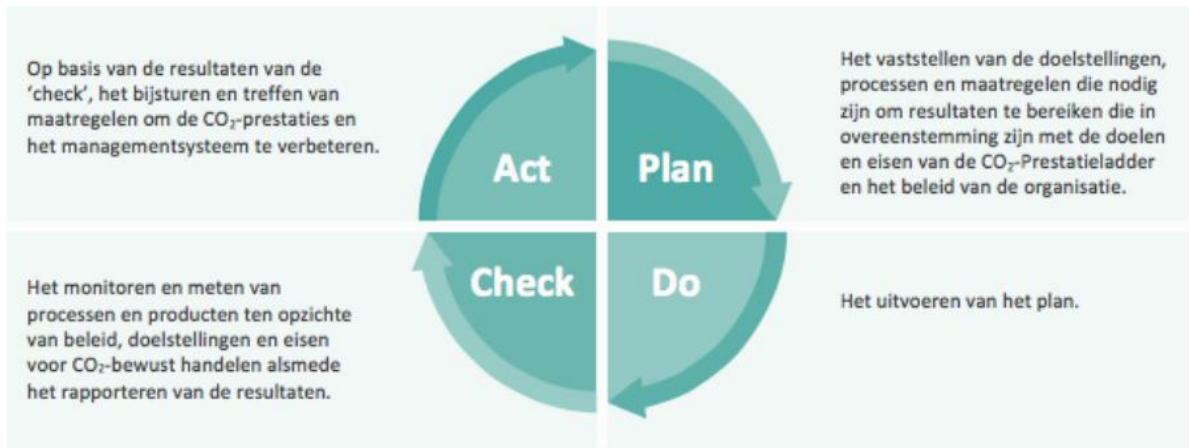 Op basis van de resultaten van de
‘check’, het bijsturen en treffen van
maatregelen om de CO₂-prestaties en
het managementsysteem te verbeteren.
Act
Plan
Het vaststellen van de doelstellingen,
processen en maatregelen die nodig
zijn om resultaten te bereiken die in
overeenstemming zijn met de doelen
en eisen van de CO₂-Prestatieladder
en het beleid van de organisatie.
Het monitoren en meten van
processen en producten ten opzichte
van beleid, doelstellingen en eisen
voor CO₂-bewust handelen alsmede
het rapporteren van de resultaten.
Check
Do
Het uitvoeren van het plan.